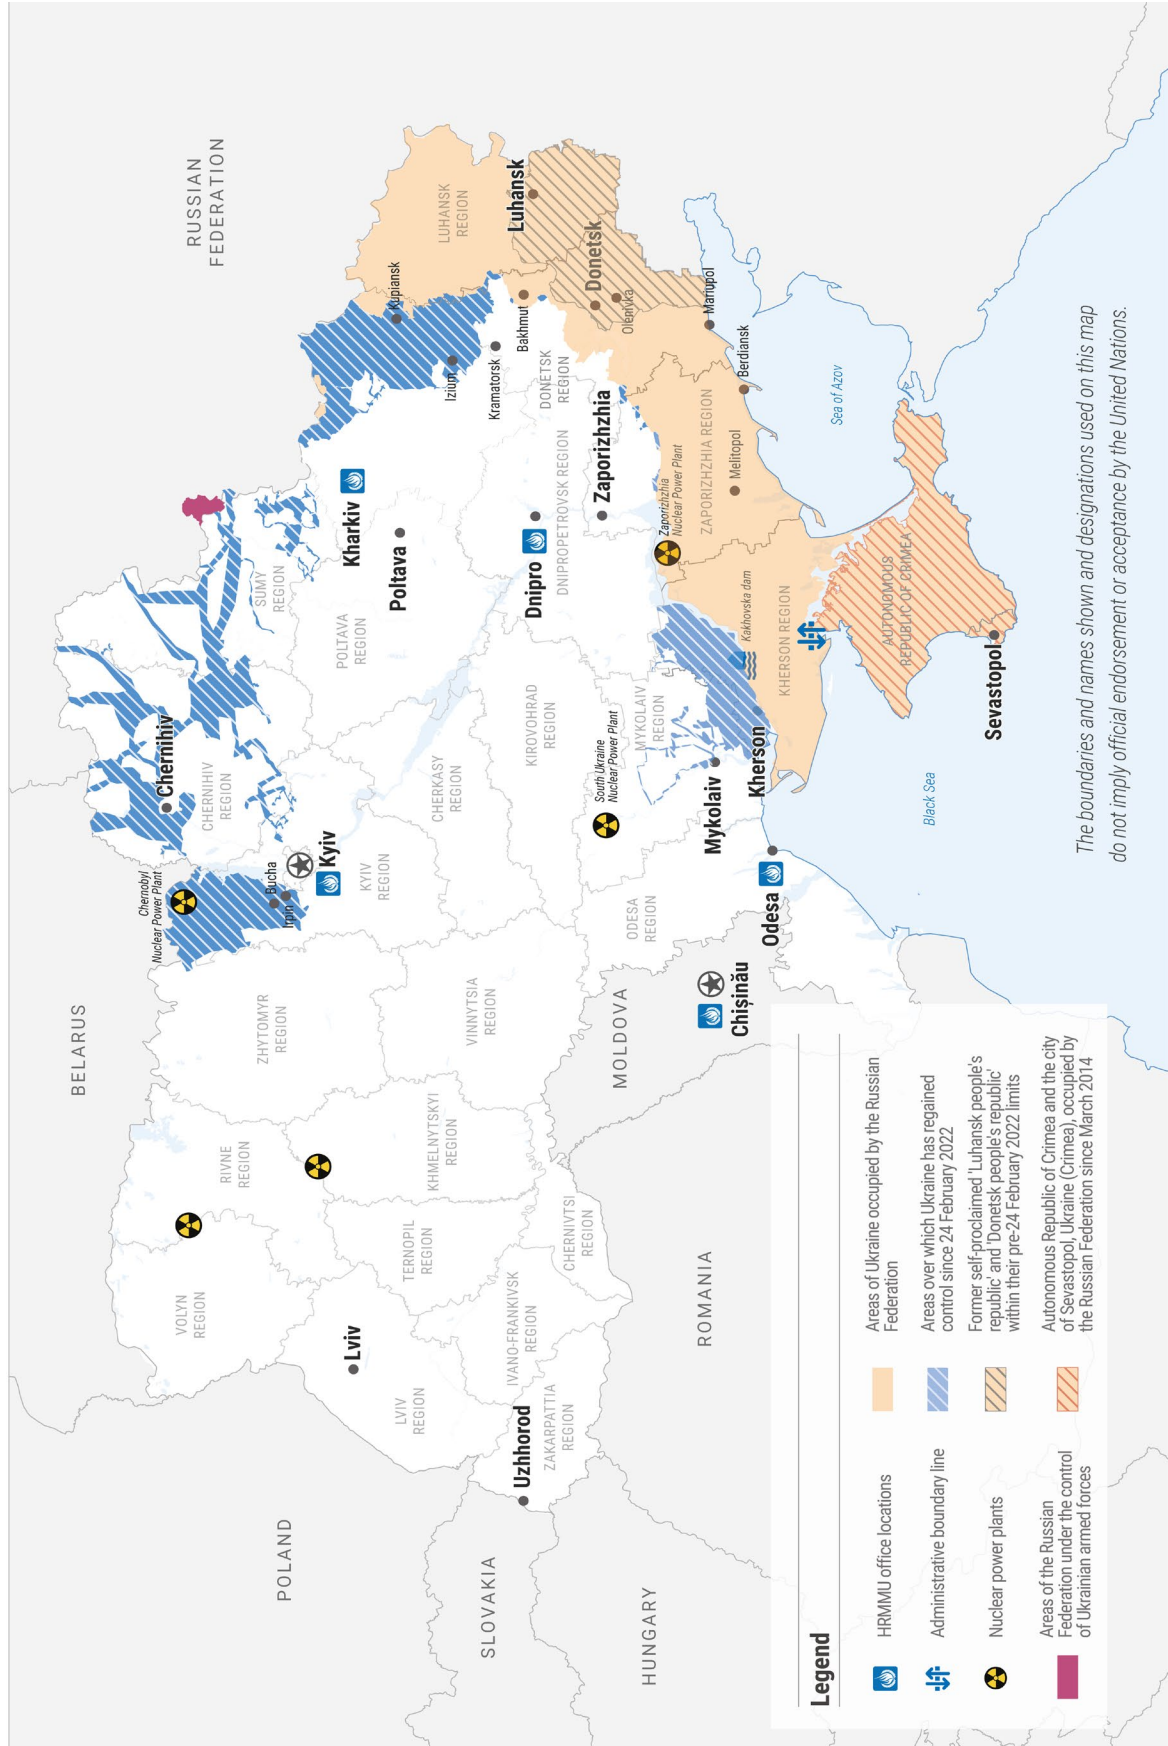 RUSSIAN
FEDERATION
BELARUS
POLAND
SLOVAKIA
HUNGARY
ROMANIA
MOLDOVA
VOLYN
REGION
RIVNE
REGION
ZHYTOMYR
REGION
Chernobyl
Nuclear Power Plant
Bucha
Irpin
Kyiv
KYIV
REGION
Chernihiv
CHERNIHIV
REGION
SUMY
REGION
Kharkiv
Poltava
POLTAVA
REGION
Kupiansk
Izium
Kramatorsk
Bakhmut
LUHANSK
REGION
Luhansk
Donetsk
Olenivka
DONETSK
REGION
Mariupol
Berdiansk
Lviv
LVIV
REGION
TERNOPIL
REGION
KHMELNYTSKYI
REGION
VINNYTSIA
REGION
CHERKASY
REGION
KIROVOHRAD
REGION
Dnipro
DNIPROPETROVSK REGION
Zaporizhzhia
Zaporizhzhia
Nuclear Power Plant
ZAPORIZHZHIA REGION
Melitopol
Uzhhorod
ZAKARPATTIA
REGION
IVANO-FRANKIVSK
REGION
CHERNIVTSI
REGION
South Ukraine
Nuclear Power Plant
MYKOLAIV
REGION
Mykolaiv
ODESA
REGION
Odesa
Chișinău
Kherson
Kakhovska dam
KHERSON REGION
AUTONOMOUS
REPUBLIC OF CRIMEA
Sevastopol
Sea of Azov
Black Sea
Legend
HRMMU office locations
Administrative boundary line
Nuclear power plants
Areas of the Russian
Federation under the control
of Ukrainian armed forces
Areas of Ukraine occupied by the Russian
Federation
Areas over which Ukraine has regained
control since 24 February 2022
Former self-proclaimed 'Luhansk people's
republic' and 'Donetsk people's republic'
within their pre-24 February 2022 limits
Autonomous Republic of Crimea and the city
of Sevastopol, Ukraine (Crimea), occupied by
the Russian Federation since March 2014
The boundaries and names shown and designations used on this map
do not imply official endorsement or acceptance by the United Nations.